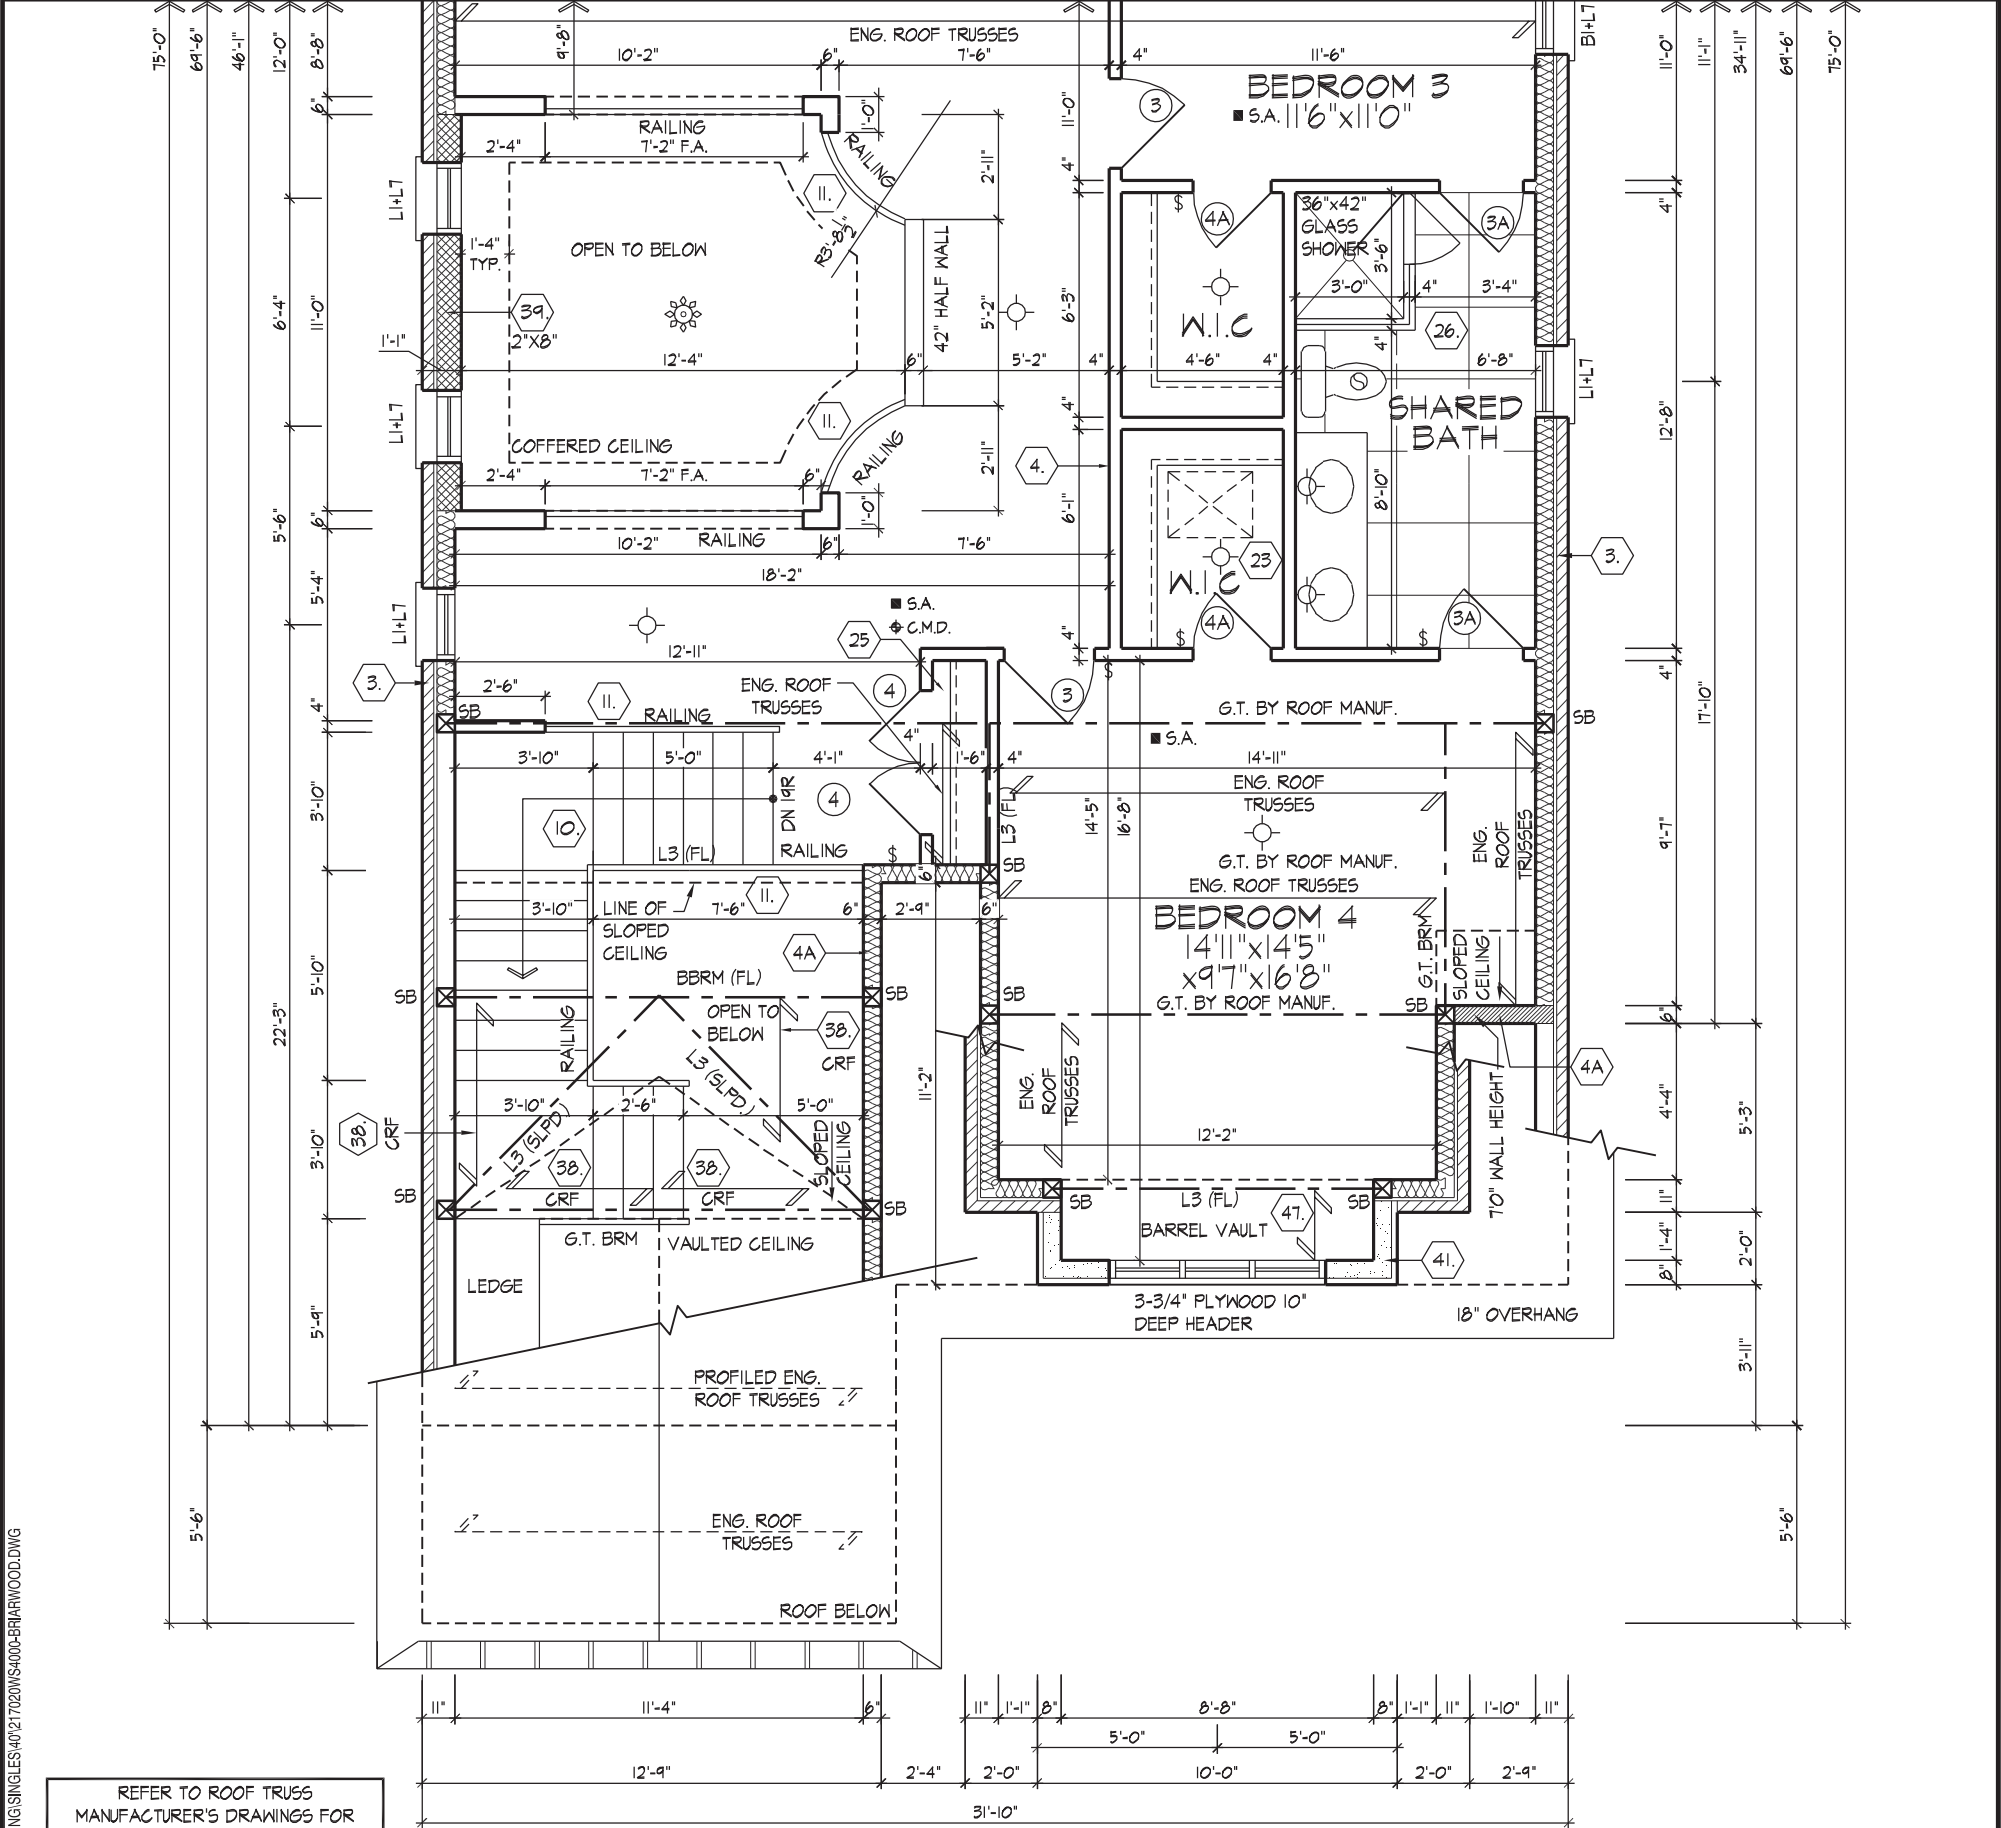 75'-0"
69'-6"
46'-1"
12'-0"
8'-8"
9'-8"
ENG. ROOF TRUSSES
10'-2"
6"
7'-6"
4"
11'-6"
B1+L7
11'-0"
11'-1"
34'-11"
69'-6"
75'-0"
BEDROOM 3
S.A. 11'6"x11'0"
3
6"
RAILING
2'-4"
7'-2" F.A.
1'-0"
RAILING
11.
2'-11"
11'-0"
4"
L1+L7
1'-4"
TYP.
OPEN TO BELOW
R3'-8½"
42" HALF WALL
$
4A
36"x42"
GLASS
SHOWER
3'-6"
3A
4"
39.
2"X8"
6'-4"
11'-0"
1'-1"
5'-2"
6'-3"
W.I.C
3'-0"
4"
3'-4"
26.
12'-4"
6"
5'-2"
4"
4'-6"
4"
4"
6'-8"
L1+L7
L1+L7
11.
SHARED
BATH
12'-8"
COFFERED CEILING
2'-4"
7'-2" F.A.
6"
RAILING
2'-11"
4.
4"
6'-1"
8'-10"
1'-0"
5'-6"
6"
10'-2"
RAILING
6"
7'-6"
23
W.I.C
3.
18'-2"
5'-4"
L1+L7
S.A.
C.M.D.
25
4"
$
4A
$
3A
12'-11"
3.
2'-6"
11.
RAILING
SB
ENG. ROOF
TRUSSES
4
3
$
4"
17'-10"
G.T. BY ROOF MANUF.
SB
4"
S.A.
3'-10"
5'-0"
4'-1"
4"
1'-6"
4"
14'-11"
ENG. ROOF
TRUSSES
10.
DN 19R
4
L3 (FL)
14'-5"
16'-8"
3'-10"
9'-7"
L3 (FL)
RAILING
$
6"
SB
G.T. BY ROOF MANUF.
ENG. ROOF TRUSSES
ENG.
ROOF
TRUSSES
11.
3'-10"
LINE OF
SLOPED
CEILING
7'-6"
6"
2'-9"
6"
BEDROOM 4
14'11"x14'5"
x9'7"x16'8"
G.T. BY ROOF MANUF.
G.T. BRM
SLOPED
CEILING
4A
BBRM (FL)
5'-10"
SB
SB
SB
SB
6"
22'-3"
RAILING
OPEN TO
BELOW
38.
CRF
L3 (SLPD.)
ENG.
ROOF
TRUSSES
4A
11'-2"
3'-10"
2'-6"
5'-0"
7'0" WALL HEIGHT
4'-4"
5'-3"
38.
CRF
3'-10"
L3 (SLPD)
38.
38.
SLOPED
CEILING
12'-2"
SB
CRF
CRF
SB
SB
L3 (FL)
47.
SB
11"
G.T. BRM
VAULTED CEILING
BARREL VAULT
41.
1'-4"
2'-0"
8"
LEDGE
5'-9"
3-3/4" PLYWOOD 10"
DEEP HEADER
18" OVERHANG
3'-11"
PROFILED ENG.
ROOF TRUSSES
5'-6"
ENG. ROOF
TRUSSES
5'-6"
ROOF BELOW
11"
11'-4"
6"
11"
1'-1"
8"
8'-8"
8"
1'-1"
11"
1'-10"
11"
5'-0"
5'-0"
12'-9"
2'-4"
2'-0"
10'-0"
2'-0"
2'-9"
31'-10"
REFER TO ROOF TRUSS
MANUFACTURER'S DRAWINGS FOR
NG\SINGLES\40'\217020WS4000-BRIARWOOD.DWG